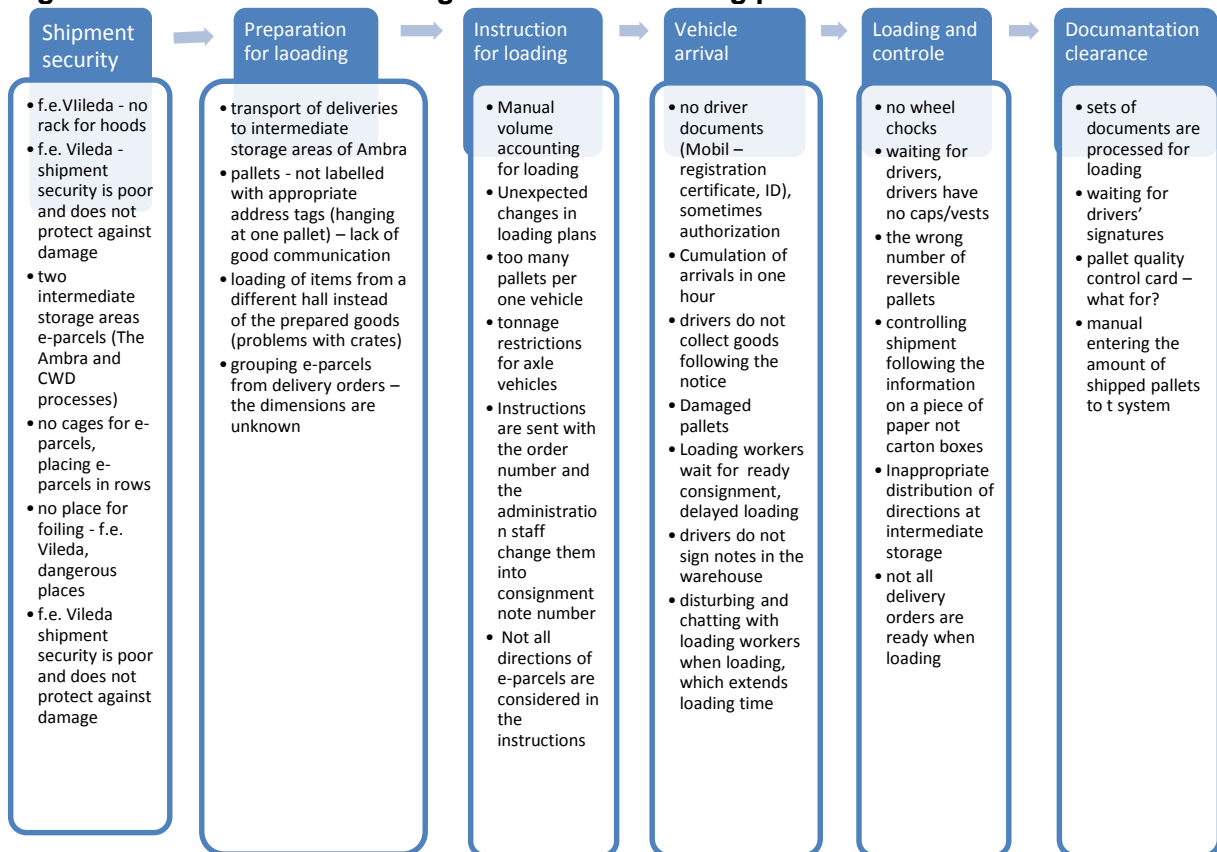 Shipment
security
• f.e.VIileda - no
rack for hoods
• f.e. Vileda -
shipment
security is poor
and does not
protect against
damage
• two
intermediate
storage areas
e-parcels (The
Ambra and
CWD
processes)
• no cages for e-
parcels,
placing e-
parcels in rows
• no place for
foiling - f.e.
Vileda,
dangerous
places
• f.e. Vileda
shipment
security is poor
and does not
protect against
damage
Preparation
for laoading
• transport of deliveries
to intermediate
storage areas of Ambra
• pallets - not labelled
with appropriate
address tags (hanging
at one pallet) – lack of
good communication
• loading of items from a
different hall instead
of the prepared goods
(problems with crates)
• grouping e-parcels
from delivery orders –
the dimensions are
unknown
Instruction
for loading
• Manual
volume
accounting
for loading
• Unexpected
changes in
loading plans
• too many
pallets per
one vehicle
• tonnage
restrictions
for axle
vehicles
• Instructions
are sent with
the order
number and
the
administratio
n staff
change them
into
consignment
note number
• Not all
directions of
e-parcels are
considered in
the
instructions
Vehicle
arrival
• no driver
documents
(Mobil –
registration
certificate, ID),
sometimes
authorization
• Cumulation of
arrivals in one
hour
• drivers do not
collect goods
following the
notice
• Damaged
pallets
• Loading workers
wait for ready
consignment,
delayed loading
• drivers do not
sign notes in the
warehouse
• disturbing and
chatting with
loading workers
when loading,
which extends
loading time
Loading and
controle
• no wheel
chocks
• waiting for
drivers,
drivers have
no caps/vests
• the wrong
number of
reversible
pallets
• controlling
shipment
following the
information
on a piece of
paper not
carton boxes
• Inappropriate
distribution of
directions at
intermediate
storage
• not all
delivery
orders are
ready when
loading
Documantation
clearance
• sets of
documents are
processed for
loading
• waiting for
drivers’
signatures
• pallet quality
control card –
what for?
• manual
entering the
amount of
shipped pallets
to t system